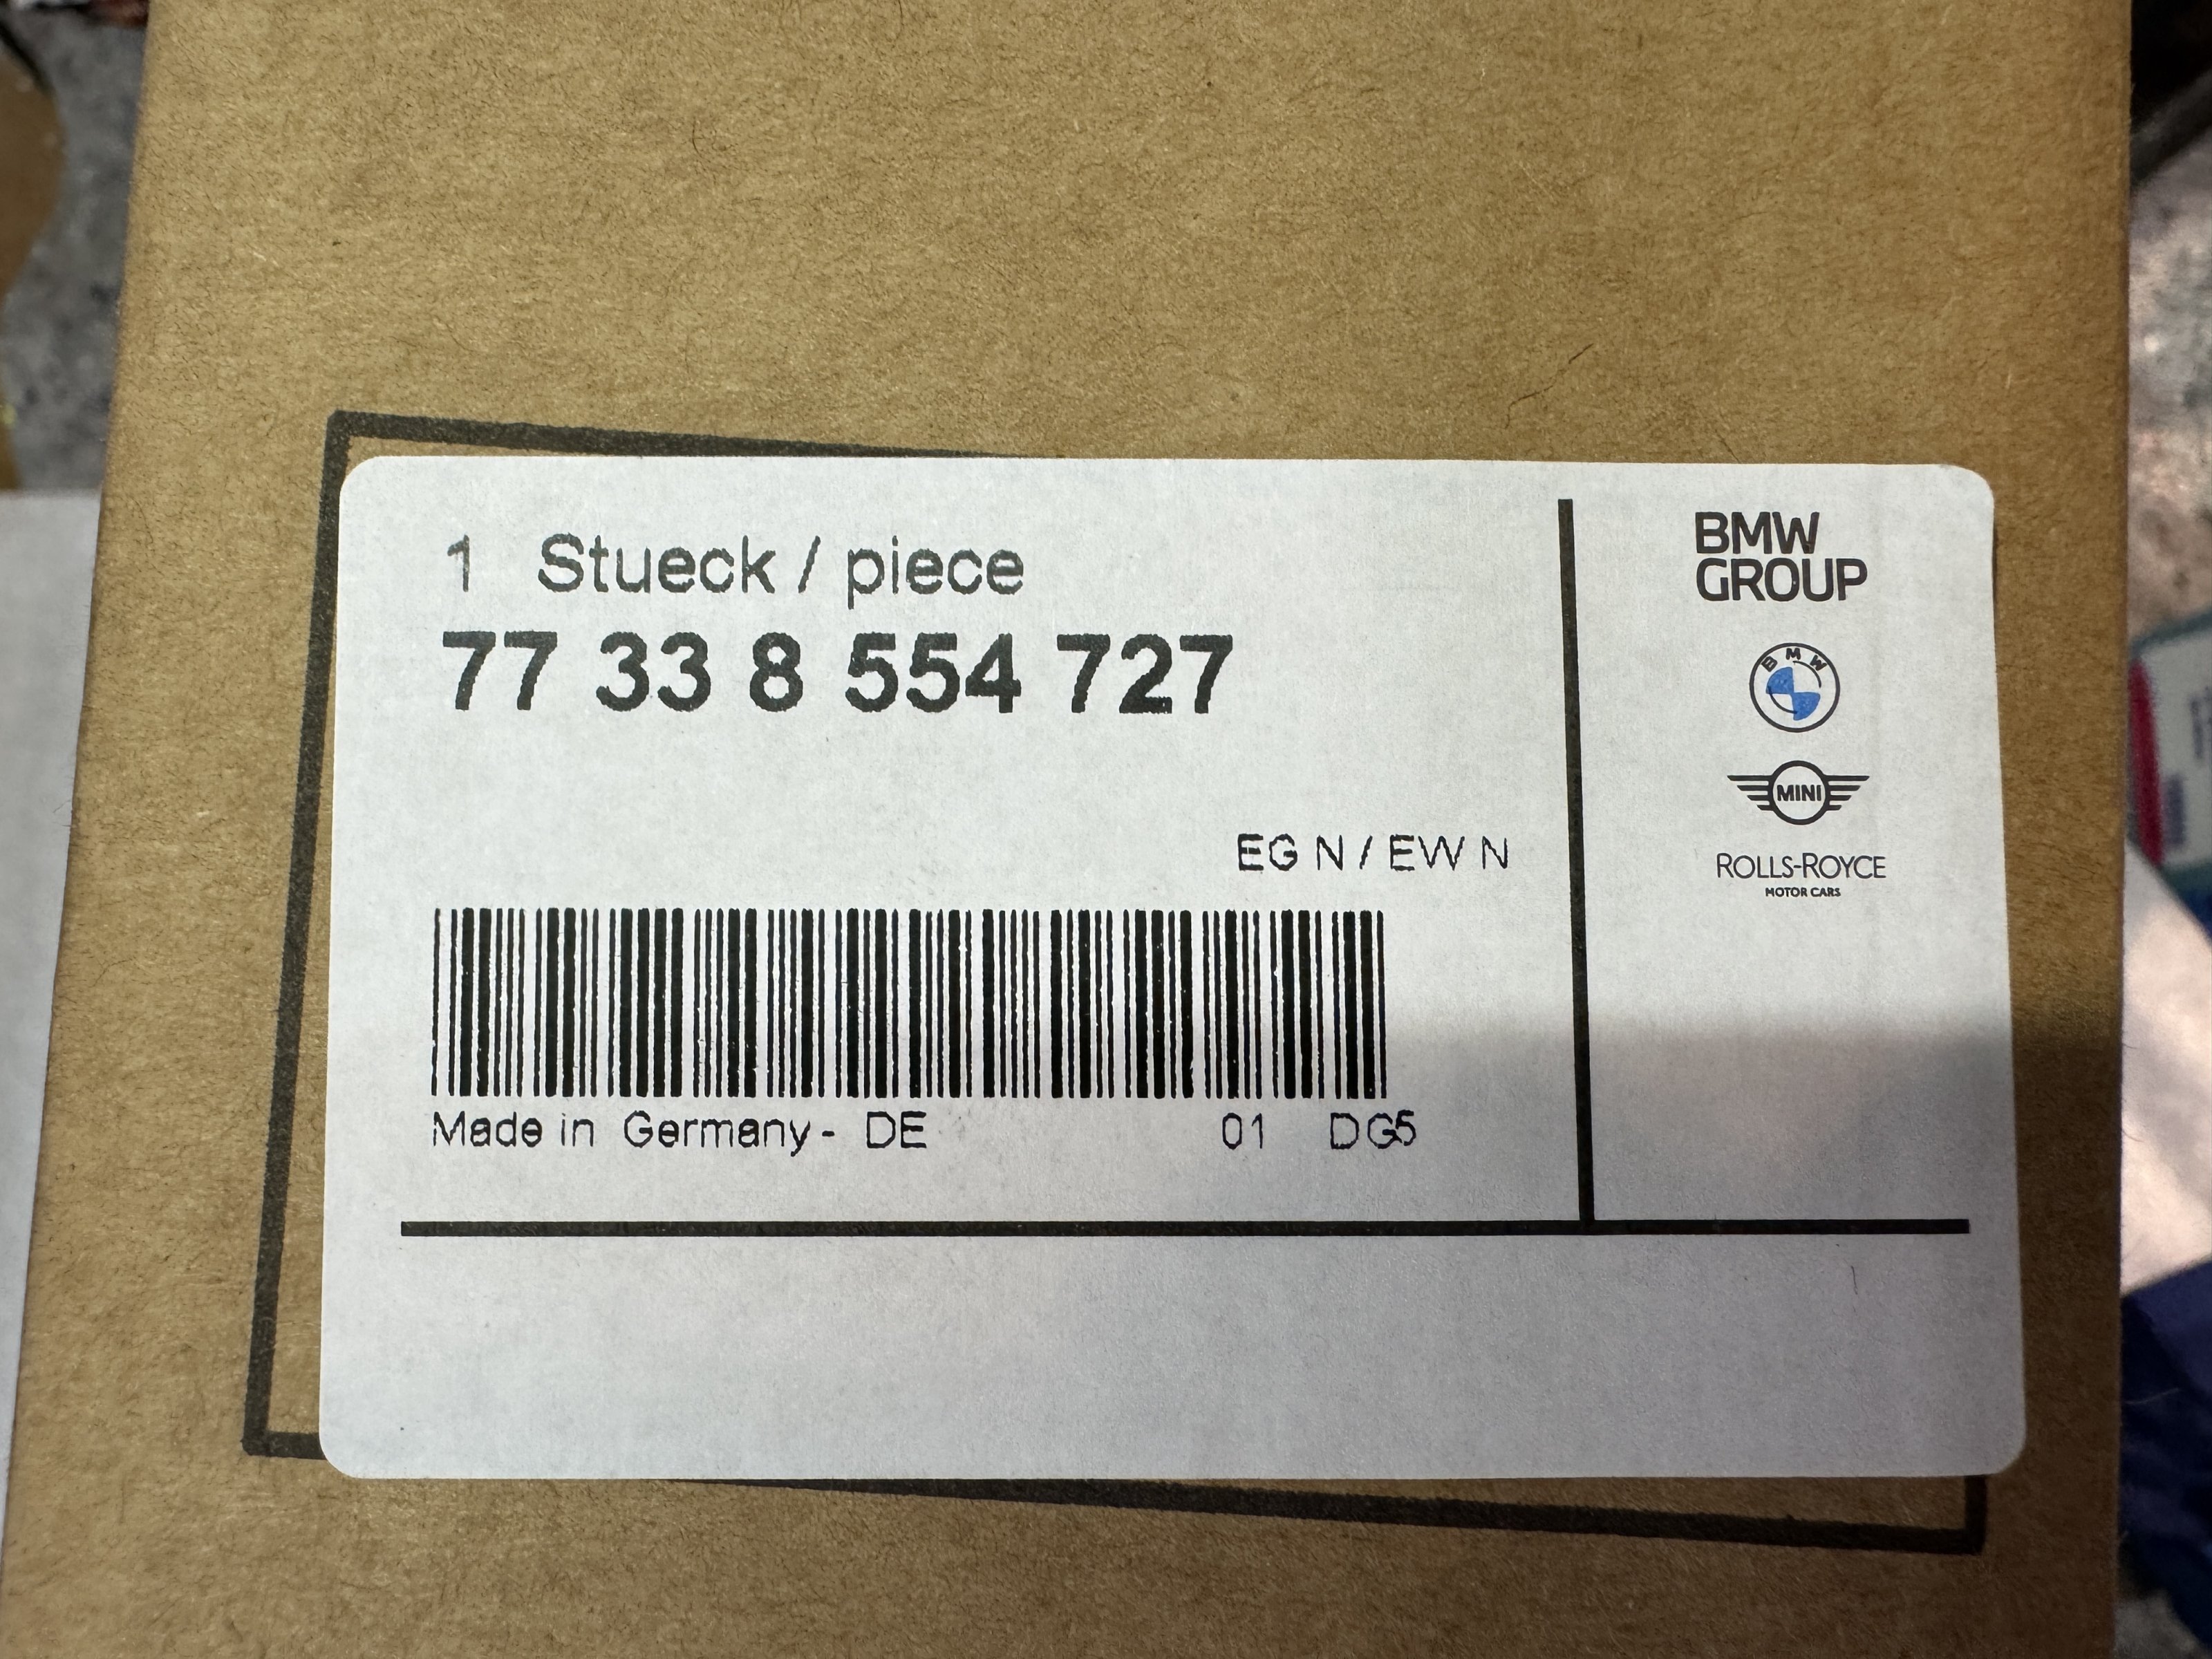 1 Stueck / piece
77 33 8 554 727
EG N / EW N
Made in Germany - DE 01 DG5
BMW
GROUP
BMW
MINI
ROLLS-ROYCE
MOTOR CARS